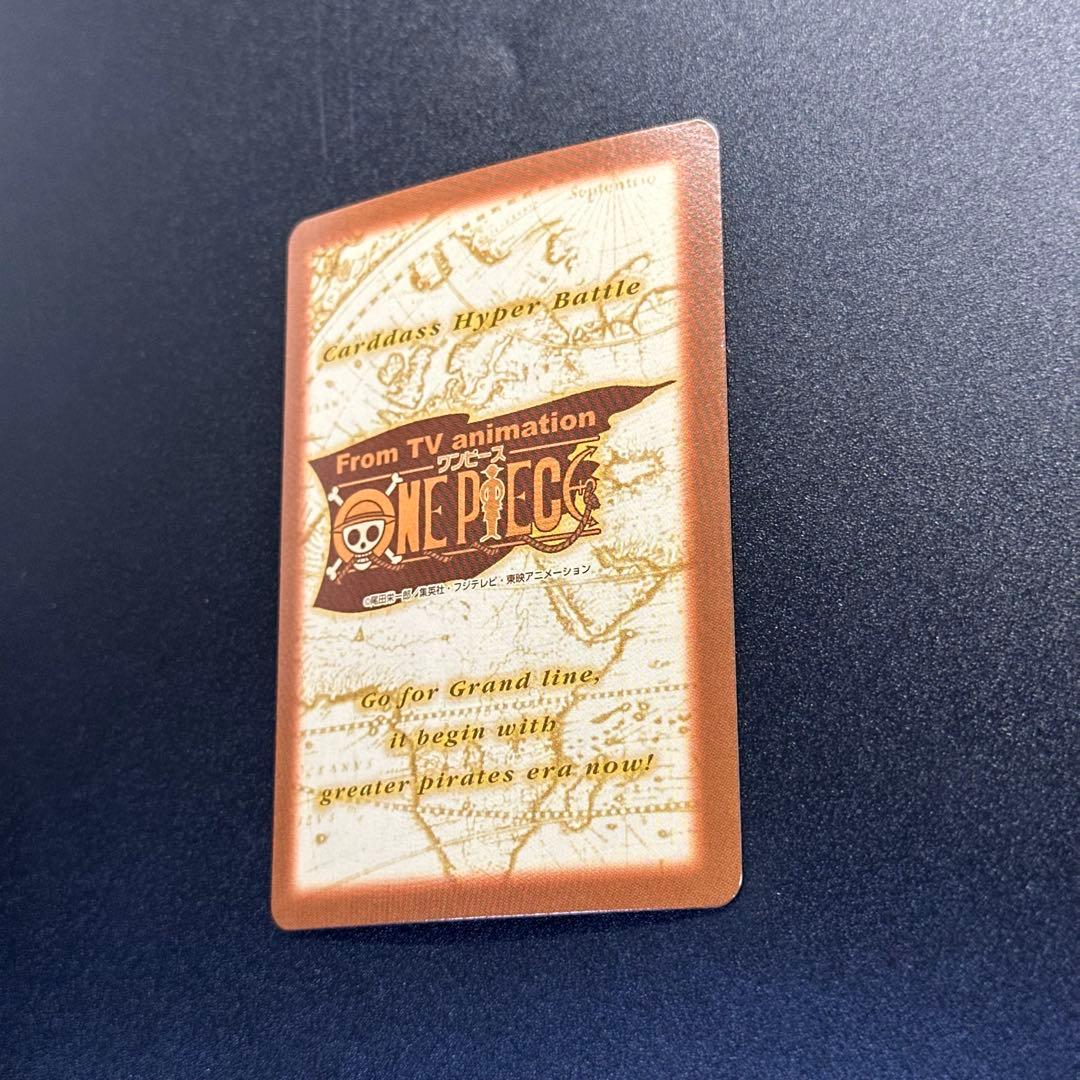 Septentrio
Carddass Hyper Battle
From TV animation
ワンピース
ONE PIECE
©尾田栄一郎／集英社・フジテレビ・東映アニメーション
Go for Grand line,
it begin with
greater pirates era now!